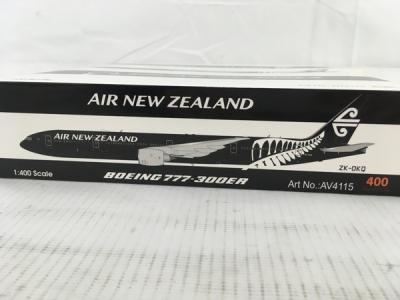 AIR NEW ZEALAND
AIR NEW ZEALAND
ZK-OKQ
1:400 Scale
BOEING 777-300ER
Art No.:AV4115
400